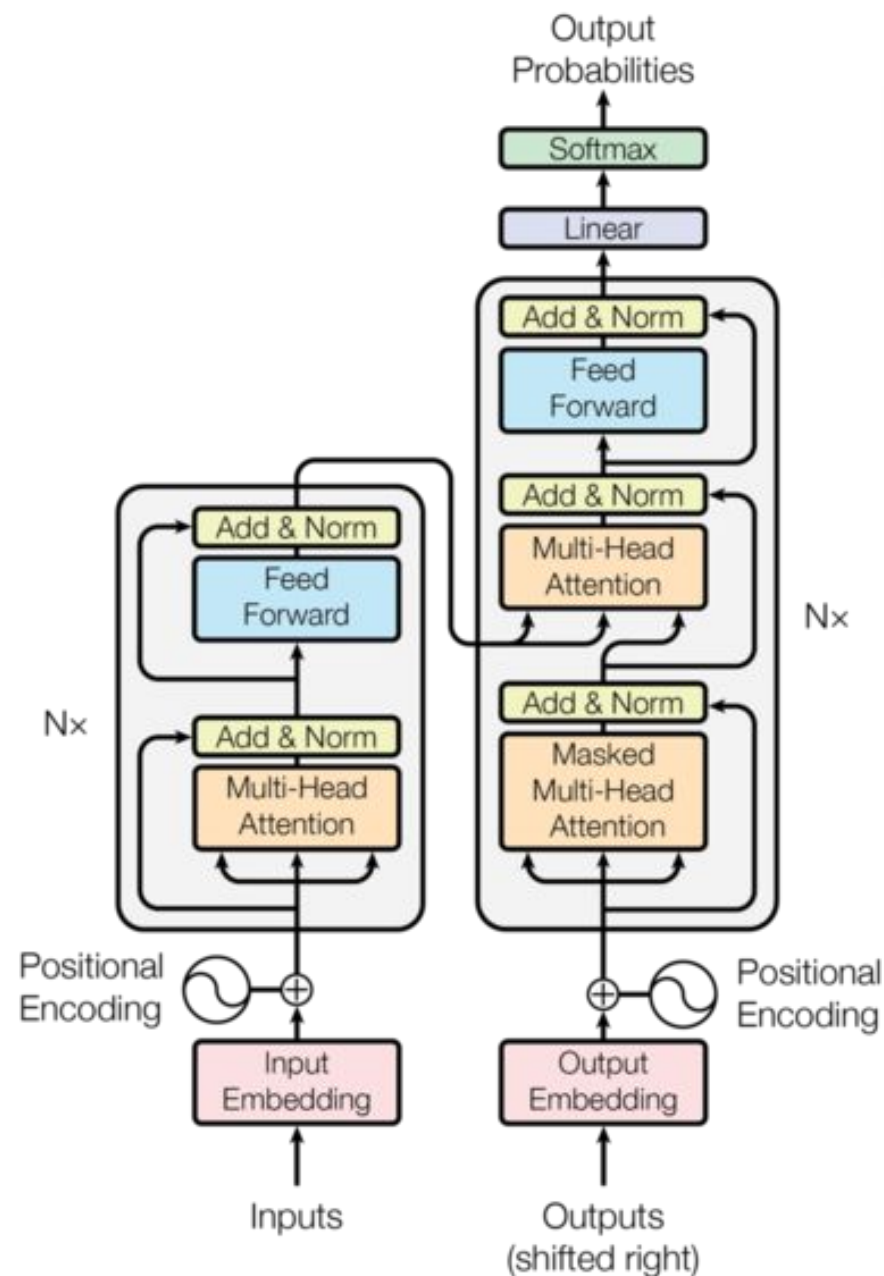 Output
Probabilities
Softmax
Linear
Add & Norm
Feed
Forward
Add & Norm
Multi-Head
Attention
Add & Norm
Masked
Multi-Head
Attention
N×
Add & Norm
Feed
Forward
Add & Norm
Multi-Head
Attention
N×
Positional
Encoding
Positional
Encoding
Input
Embedding
Output
Embedding
Inputs
Outputs
(shifted right)